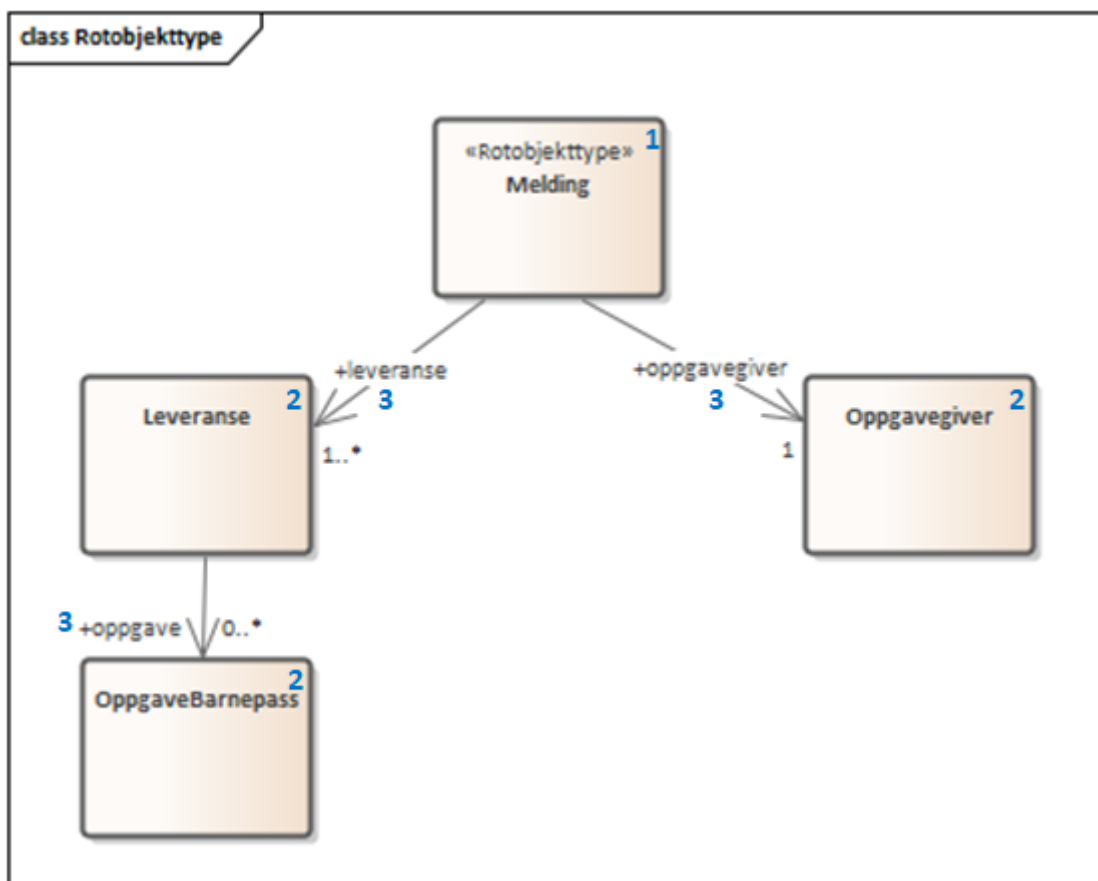 class Rotobjekttype
1
«Rotobjekttype»
Melding
+leveranse
3
+oppgavegiver
3
2
Leveranse
1..*
2
Oppgavegiver
1
3
+oppgave
0..*
2
OppgaveBarnepass